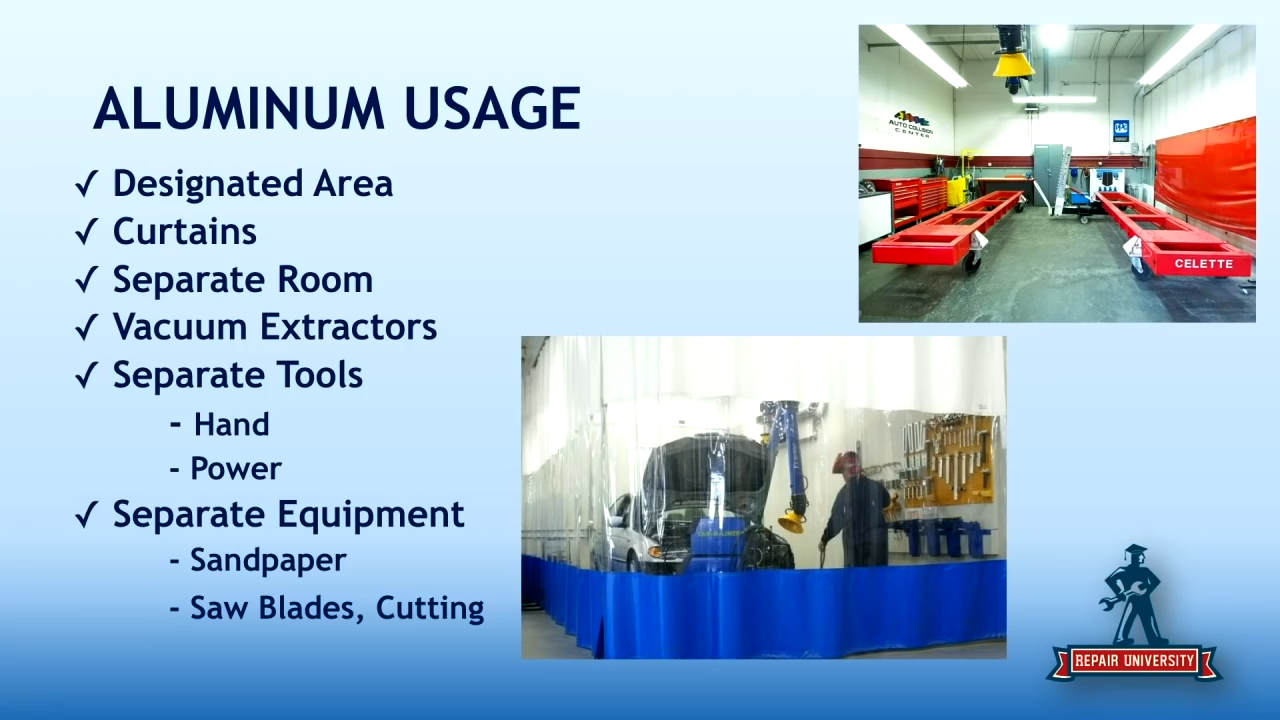 ALUMINUM USAGE
✓ Designated Area
✓ Curtains
✓ Separate Room
✓ Vacuum Extractors
✓ Separate Tools
- Hand
- Power
✓ Separate Equipment
- Sandpaper
- Saw Blades, Cutting
AUTO COLLISION
CENTER
PPG
CELETTE
REPAIR UNIVERSITY